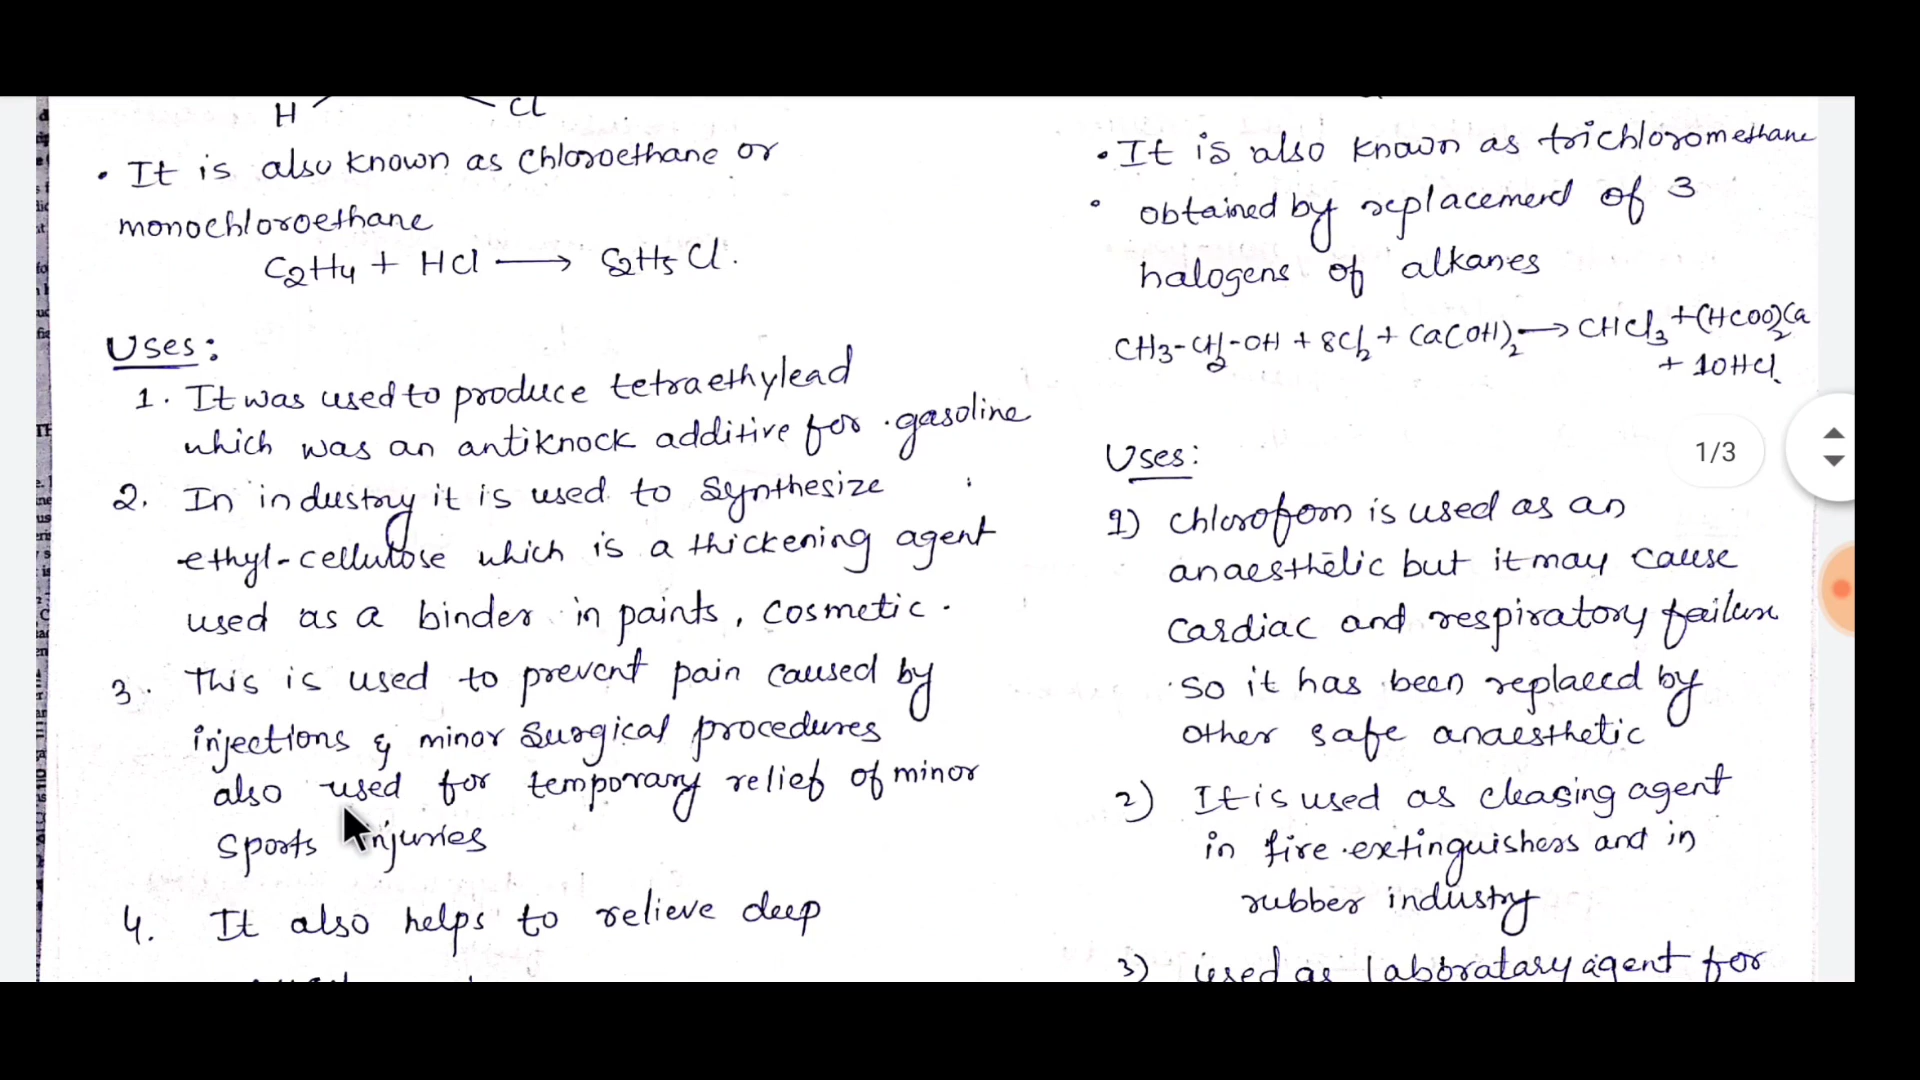 H
Cl
• It is also known as Chloroethane or
monochloroethane
C2H4 + HCl → C2H5Cl.
Uses:
1. It was used to produce tetraethylead
which was an antiknock additive for gasoline
2. In industry it is used to synthesize
ethyl-cellulose which is a thickening agent
used as a binder in paints, cosmetic.
3. This is used to prevent pain caused by
injections & minor Surgical procedures
also used for temporary relief of minor
Sports injuries
4. It also helps to relieve deep
• It is also known as trichloromethane
• obtained by replacement of 3
halogens of alkanes
CH3-CH2-OH + 8Cl2 + Ca(OH)2 → CHCl3 + (HCOO)2Ca
+ 10HCl
1/3
Uses:
1) Chloroform is used as an
anaesthetic but it may cause
cardiac and respiratory failure
so it has been replaced by
other safe anaesthetic
2) It is used as cleasing agent
in fire extinguishers and in
rubber industry
3) used as laboratary agent for